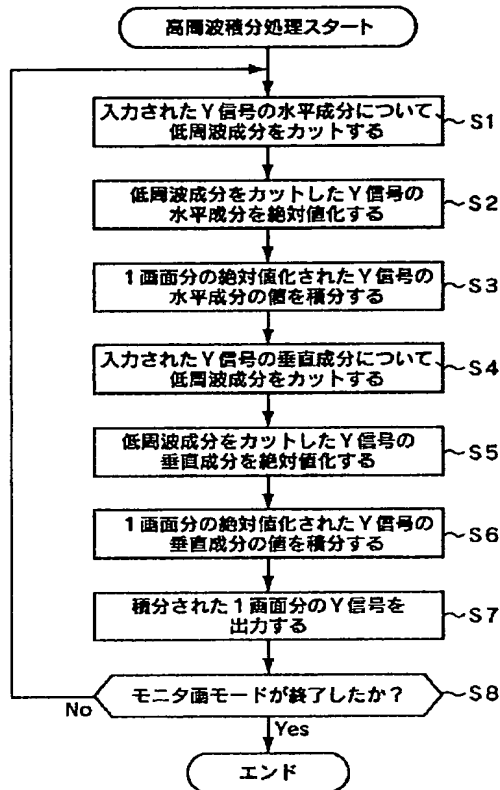 高周波積分処理スタート
入力されたY信号の水平成分について
低周波成分をカットする
S1
低周波成分をカットしたY信号の
水平成分を絶対値化する
S2
1画面分の絶対値化されたY信号の
水平成分の値を積分する
S3
入力されたY信号の垂直成分について
低周波成分をカットする
S4
低周波成分をカットしたY信号の
垂直成分を絶対値化する
S5
1画面分の絶対値化されたY信号の
垂直成分の値を積分する
S6
積分された1画面分のY信号を
出力する
S7
モニタ画モードが終了したか?
S8
No
Yes
エンド